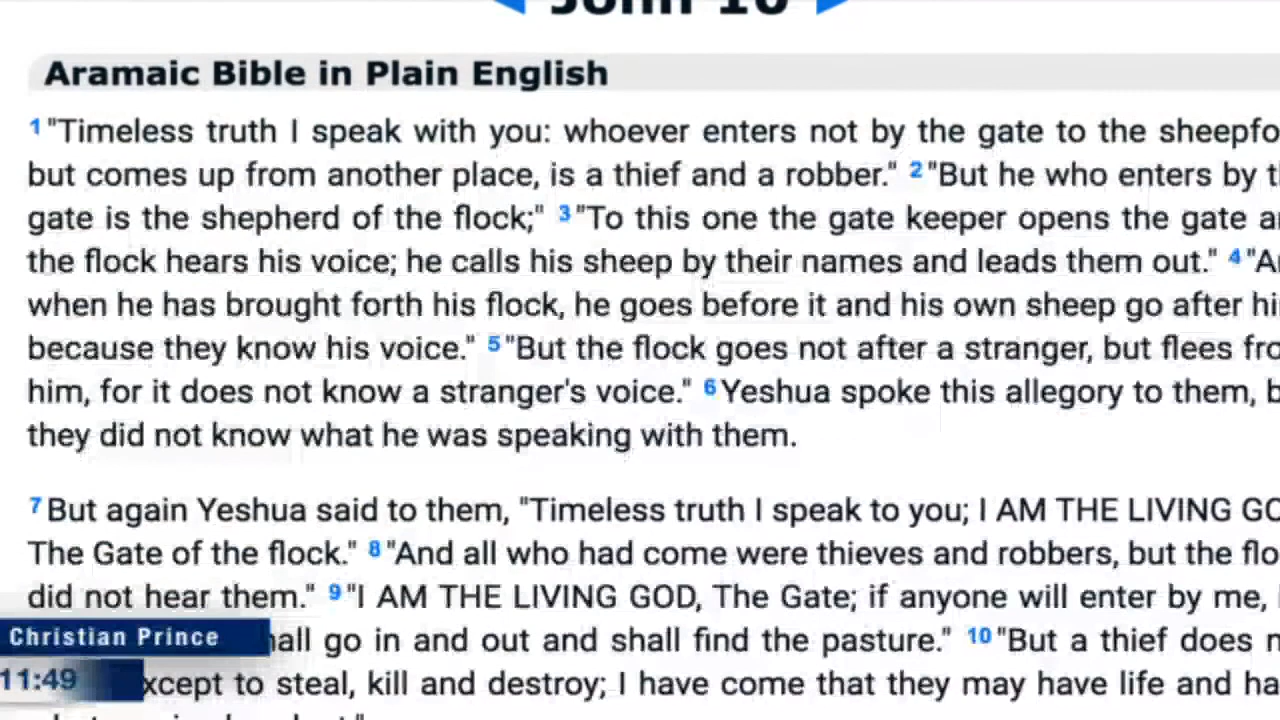 John 10
Aramaic Bible in Plain English
1 "Timeless truth I speak with you: whoever enters not by the gate to the sheepfo
but comes up from another place, is a thief and a robber." 2 "But he who enters by t
gate is the shepherd of the flock;" 3 "To this one the gate keeper opens the gate a
the flock hears his voice; he calls his sheep by their names and leads them out." 4 "A
when he has brought forth his flock, he goes before it and his own sheep go after hi
because they know his voice." 5 "But the flock goes not after a stranger, but flees fro
him, for it does not know a stranger's voice." 6 Yeshua spoke this allegory to them, b
they did not know what he was speaking with them.
7 But again Yeshua said to them, "Timeless truth I speak to you; I AM THE LIVING GO
The Gate of the flock." 8 "And all who had come were thieves and robbers, but the flo
did not hear them." 9 "I AM THE LIVING GOD, The Gate; if anyone will enter by me,
Christian Prince hall go in and out and shall find the pasture." 10 "But a thief does n
11:49 xcept to steal, kill and destroy; I have come that they may have life and ha